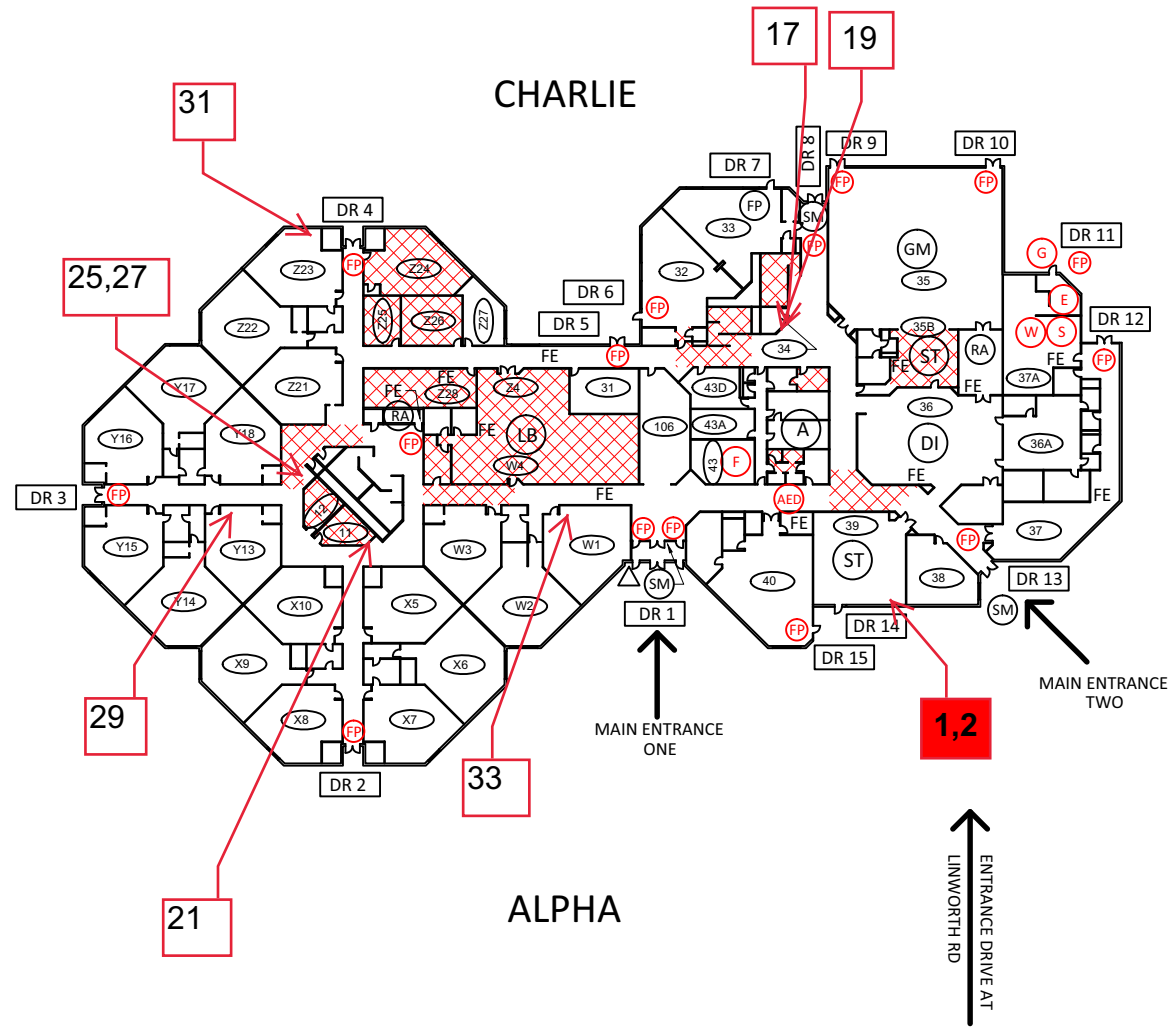 17
19
CHARLIE
31
DR 4
DR 7
DR 8
DR 9
DR 10
DR 11
DR 12
25,27
Z23
FP
Z24
Z22
Z25
Z26
Z27
DR 5
DR 6
FE
FP
33
FP
SM
FP
32
FP
34
FP
FP
GM
35
35B
ST
FE
RA
FE
G
FP
E
W
S
FE
37A
FP
Y17
Z21
Y16
Y18
FE
FE
Z28
RA
FP
FE
Z4
LB
W4
31
106
43D
43A
43
F
A
36
DI
FE
36A
FE
DR 3
FP
FE
AED
FE
12
11
Y15
Y13
Y14
X10
X5
W3
W1
W2
FP
FP
SM
DR 1
40
FP
39
ST
38
FP
37
DR 13
SM
DR 14
DR 15
X9
X6
X8
X7
FP
DR 2
29
33
21
1,2
MAIN ENTRANCE
ONE
MAIN ENTRANCE
TWO
ALPHA
ENTRANCE DRIVE AT
LINWORTH RD